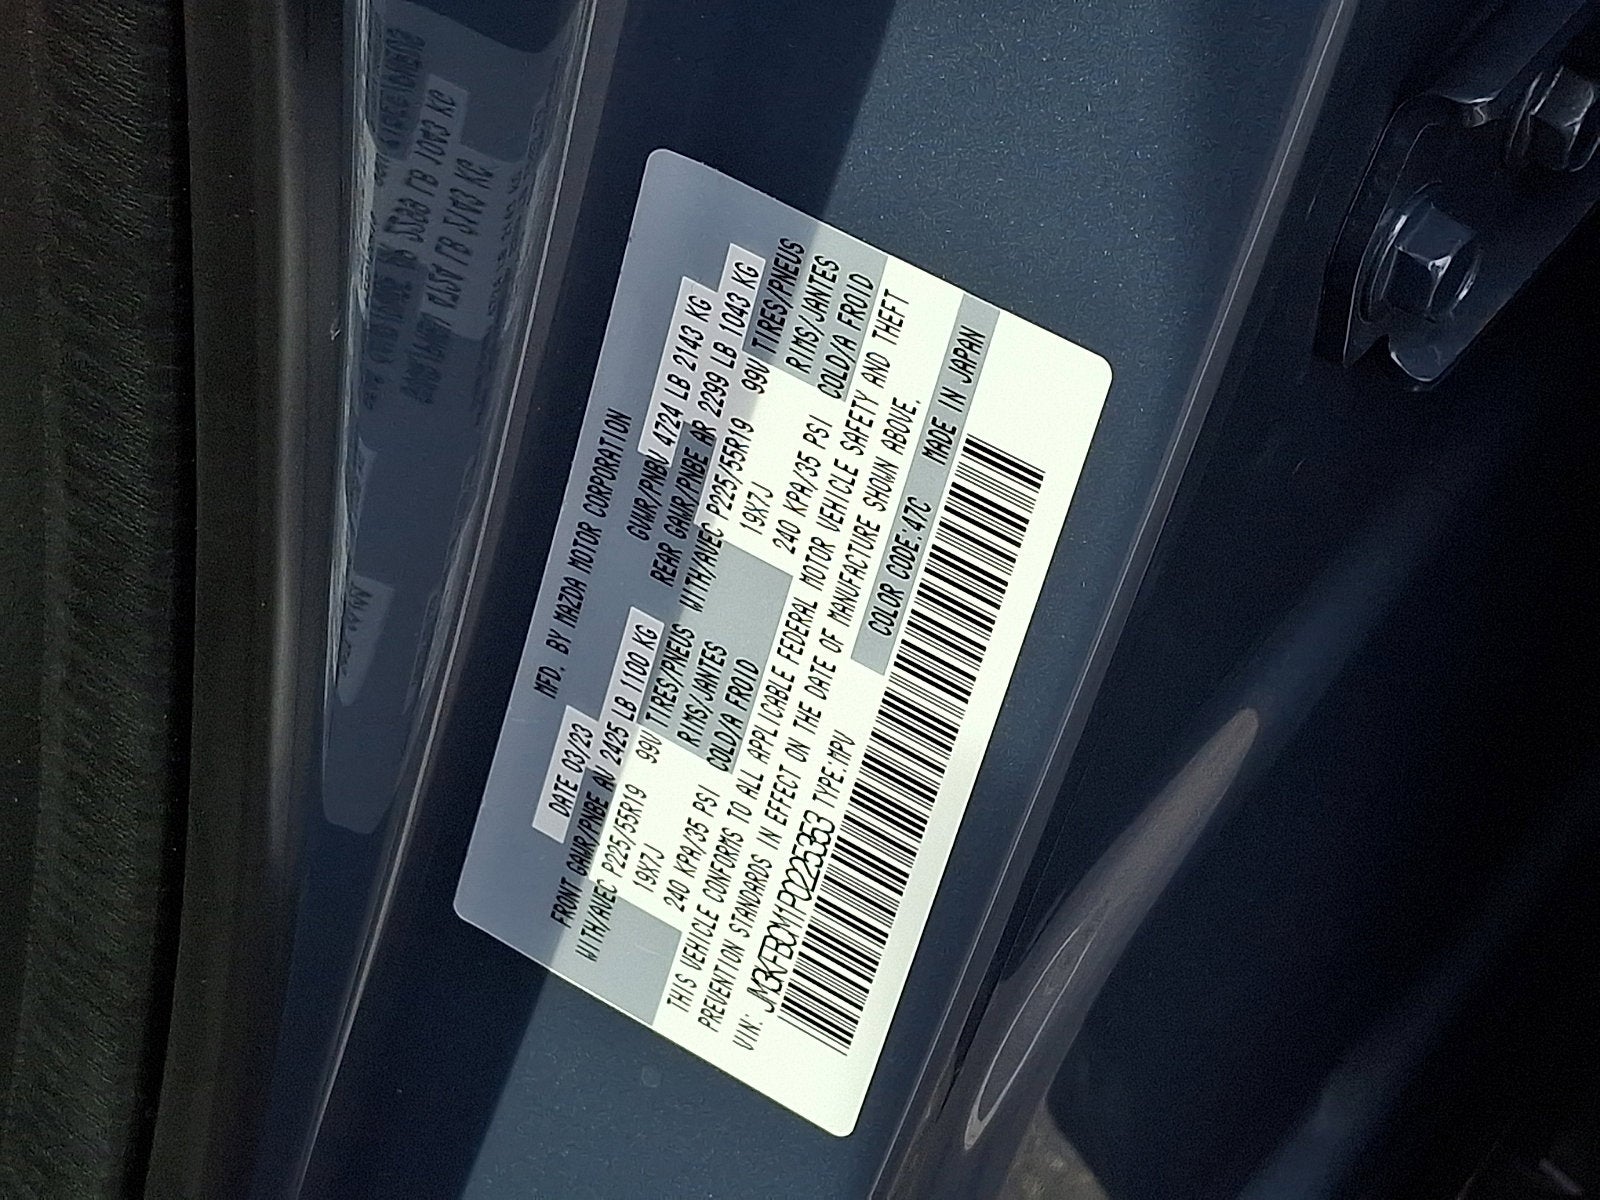 MFD. BY MAZDA MOTOR CORPORATION
DATE 03/23 GVWR/PNBV 4724 LB 2143 KG
FRONT GAWR/PNBE AV 2425 LB 1100 KG REAR GAWR/PNBE AR 2299 LB 1043 KG
WITH/AVEC P225/55R19 99V TIRES/PNEUS WITH/AVEC P225/55R19 99V TIRES/PNEUS
19X7J RIMS/JANTES 19X7J RIMS/JANTES
240 KPA/35 PSI COLD/A FROID 240 KPA/35 PSI COLD/A FROID
THIS VEHICLE CONFORMS TO ALL APPLICABLE FEDERAL MOTOR VEHICLE SAFETY AND THEFT
PREVENTION STANDARDS IN EFFECT ON THE DATE OF MANUFACTURE SHOWN ABOVE.
VIN: JM3KFBCM1P0225353 TYPE:MPV COLOR CODE:47C MADE IN JAPAN